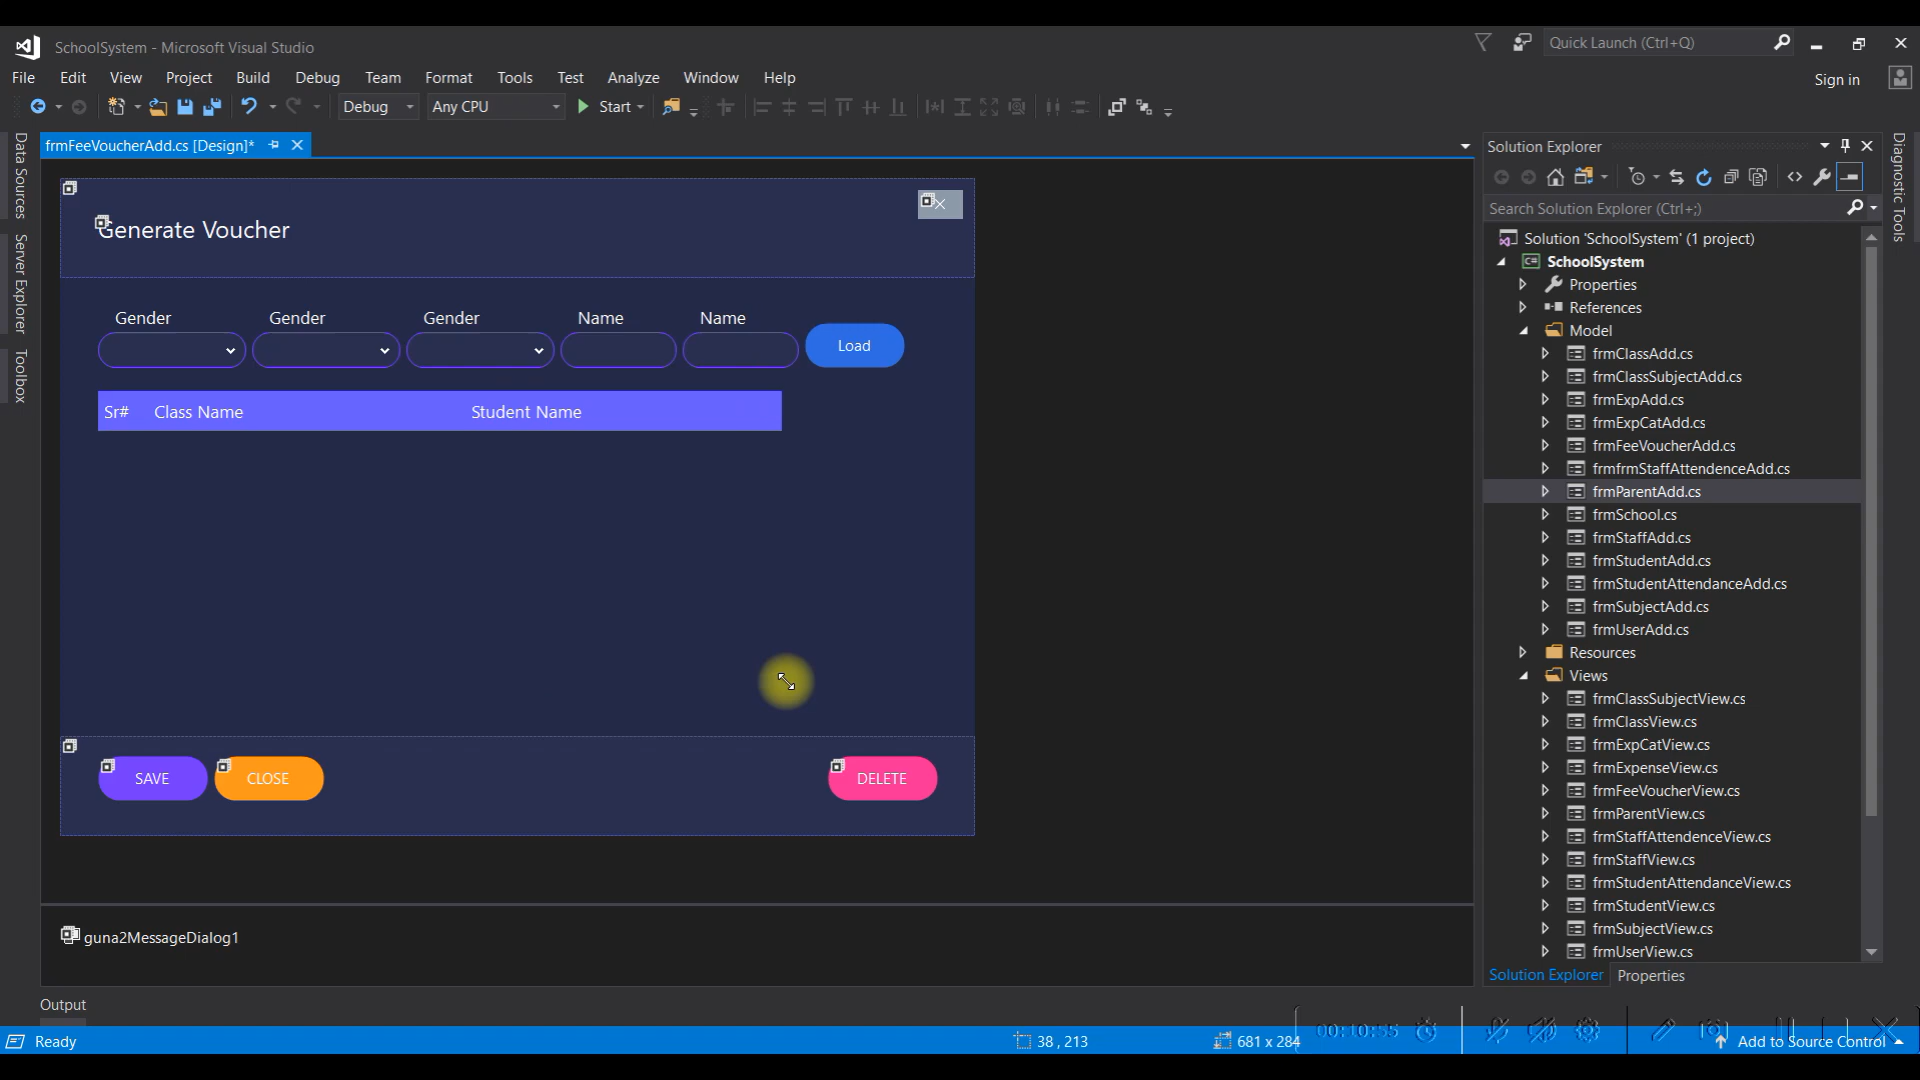 SchoolSystem - Microsoft Visual Studio
Quick Launch (Ctrl+Q)
File Edit View Project Build Debug Team Format Tools Test Analyze Window Help
Sign in
Debug Any CPU Start
Data Sources
Server Explorer
Toolbox
frmFeeVoucherAdd.cs [Design]*
Generate Voucher
Gender Gender Gender Name Name
Load
Sr# Class Name Student Name
SAVE CLOSE DELETE
guna2MessageDialog1
Output
Solution Explorer
Search Solution Explorer (Ctrl+;)
Solution 'SchoolSystem' (1 project)
SchoolSystem
Properties
References
Model
frmClassAdd.cs
frmClassSubjectAdd.cs
frmExpAdd.cs
frmExpCatAdd.cs
frmFeeVoucherAdd.cs
frmfrmStaffAttendenceAdd.cs
frmParentAdd.cs
frmSchool.cs
frmStaffAdd.cs
frmStudentAdd.cs
frmStudentAttendanceAdd.cs
frmSubjectAdd.cs
frmUserAdd.cs
Resources
Views
frmClassSubjectView.cs
frmClassView.cs
frmExpCatView.cs
frmExpenseView.cs
frmFeeVoucherView.cs
frmParentView.cs
frmStaffAttendenceView.cs
frmStaffView.cs
frmStudentAttendanceView.cs
frmStudentView.cs
frmSubjectView.cs
frmUserView.cs
Solution Explorer Properties
Diagnostic Tools
00:10:55
Ready
38 , 213
681 x 284
Add to Source Control